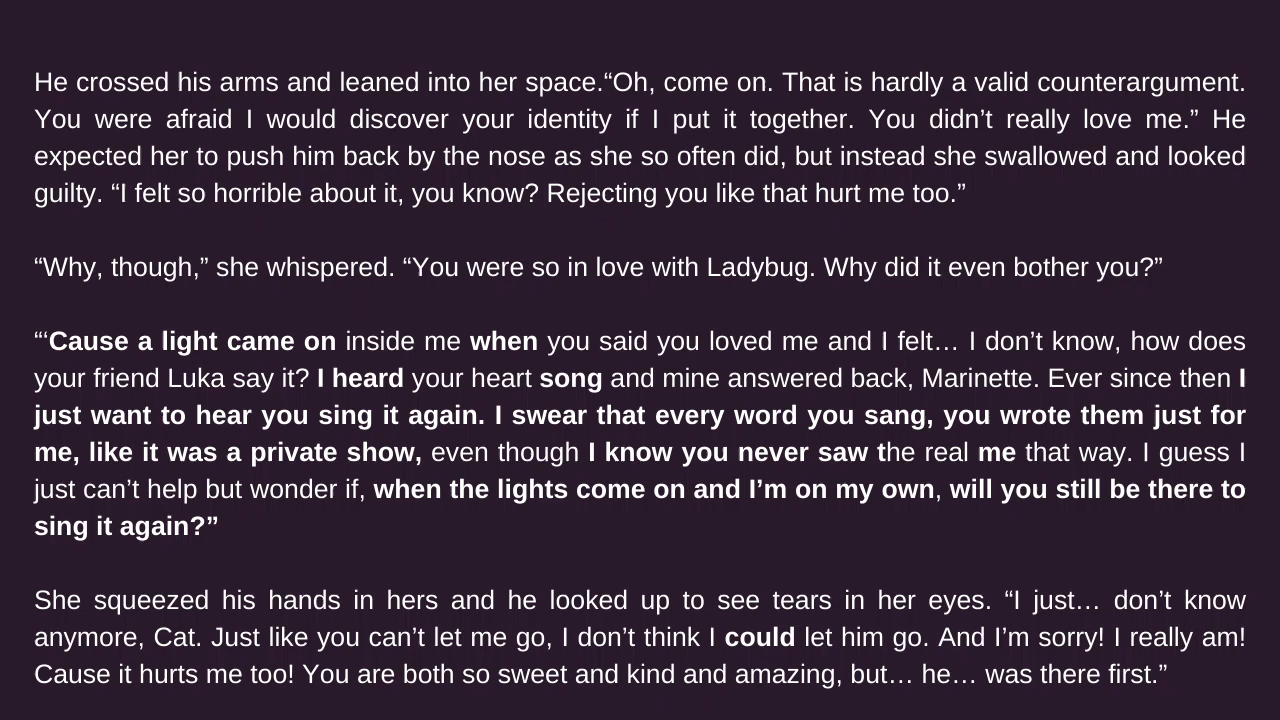 He crossed his arms and leaned into her space.“Oh, come on. That is hardly a valid counterargument.
You were afraid I would discover your identity if I put it together. You didn’t really love me.” He
expected her to push him back by the nose as she so often did, but instead she swallowed and looked
guilty. “I felt so horrible about it, you know? Rejecting you like that hurt me too.”
“Why, though,” she whispered. “You were so in love with Ladybug. Why did it even bother you?”
“‘Cause a light came on inside me when you said you loved me and I felt… I don’t know, how does
your friend Luka say it? I heard your heart song and mine answered back, Marinette. Ever since then I
just want to hear you sing it again. I swear that every word you sang, you wrote them just for
me, like it was a private show, even though I know you never saw the real me that way. I guess I
just can’t help but wonder if, when the lights come on and I’m on my own, will you still be there to
sing it again?”
She squeezed his hands in hers and he looked up to see tears in her eyes. “I just… don’t know
anymore, Cat. Just like you can’t let me go, I don’t think I could let him go. And I’m sorry! I really am!
Cause it hurts me too! You are both so sweet and kind and amazing, but… he… was there first.”